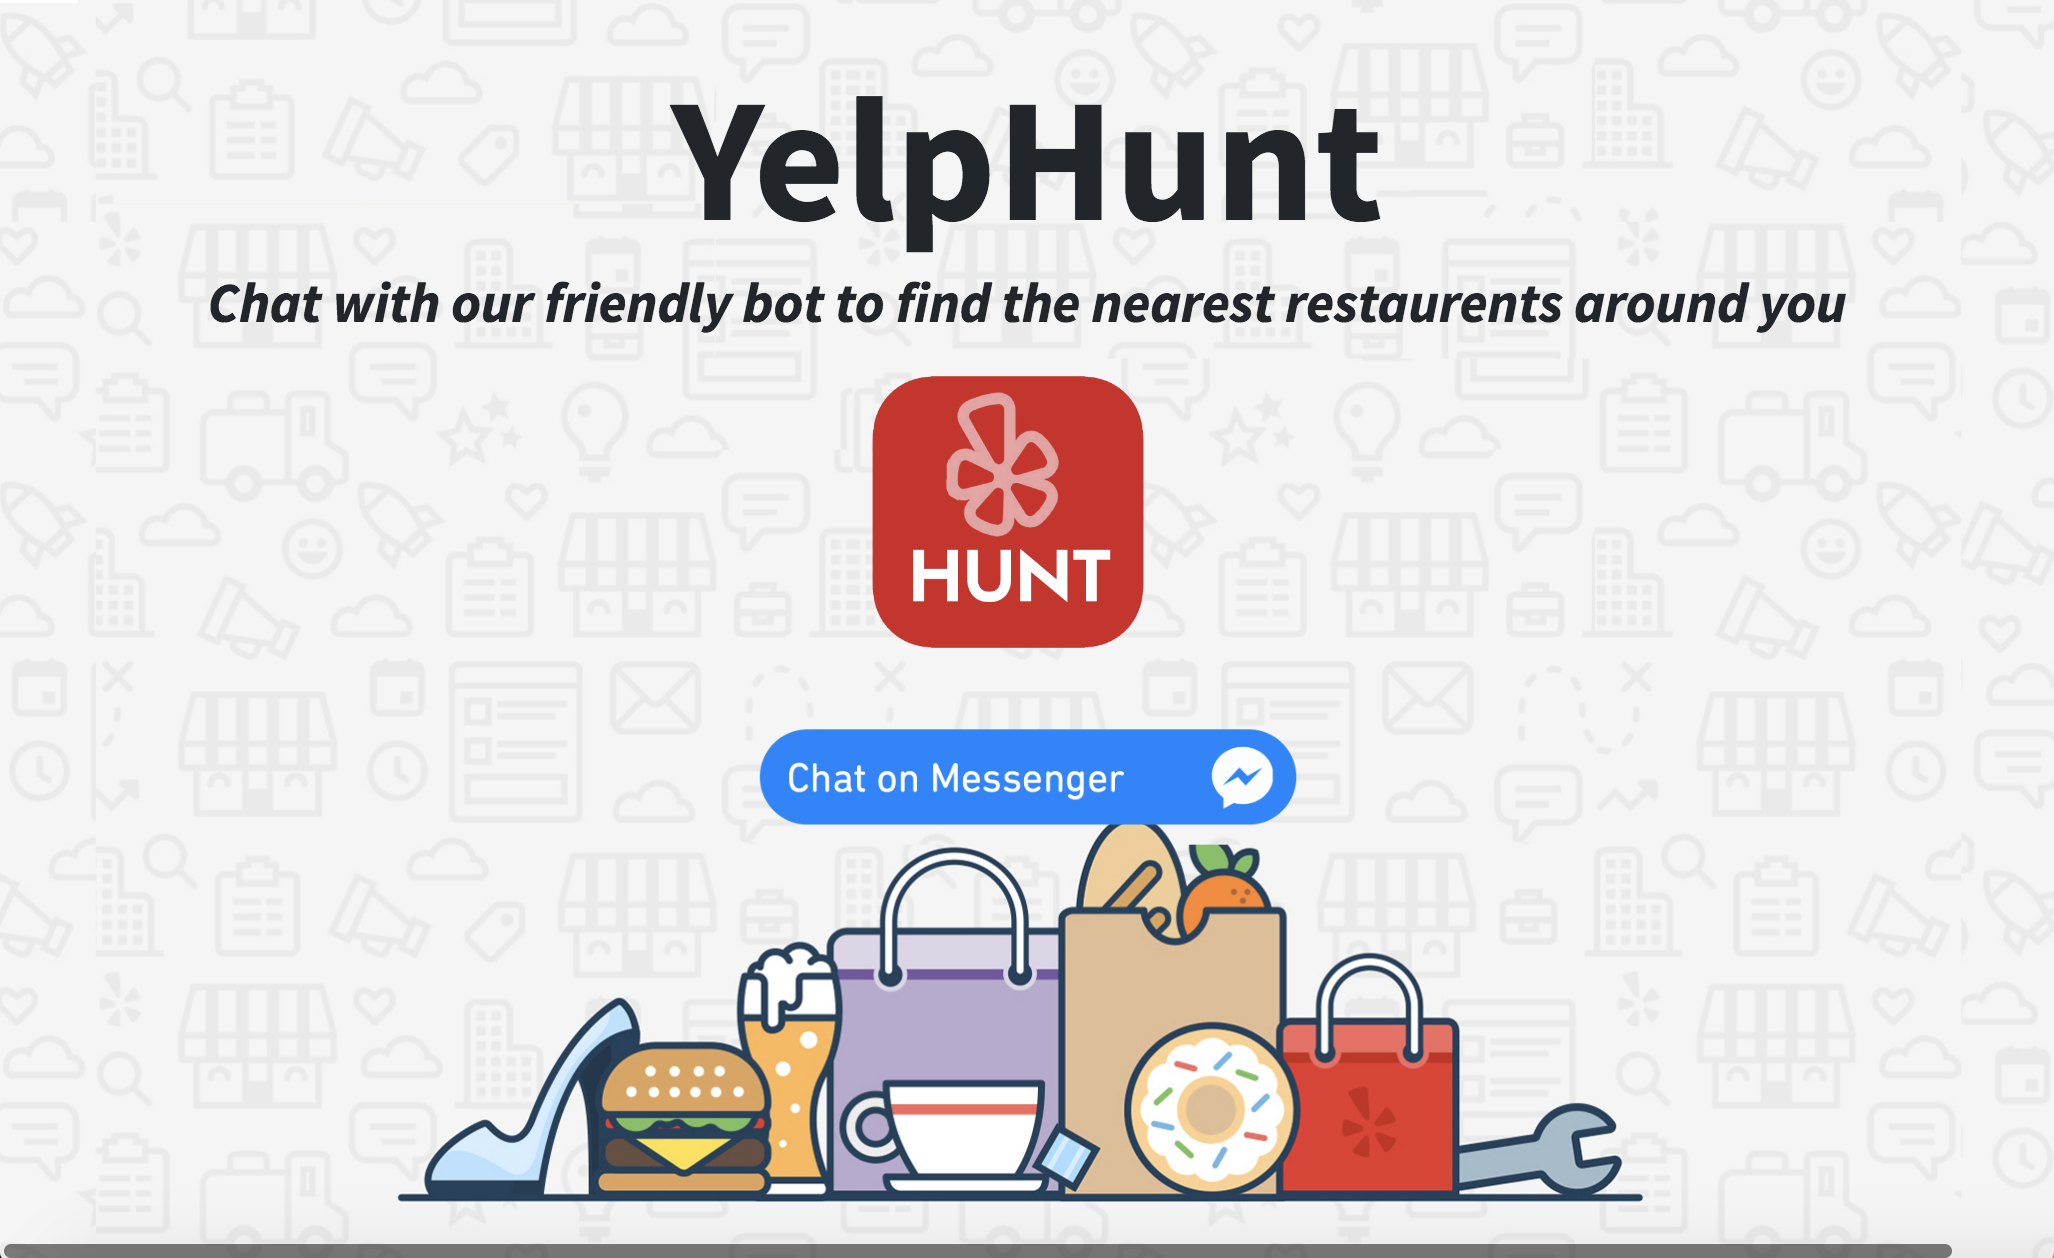 YelpHunt
Chat with our friendly bot to find the nearest restaurents around you
HUNT
Chat on Messenger